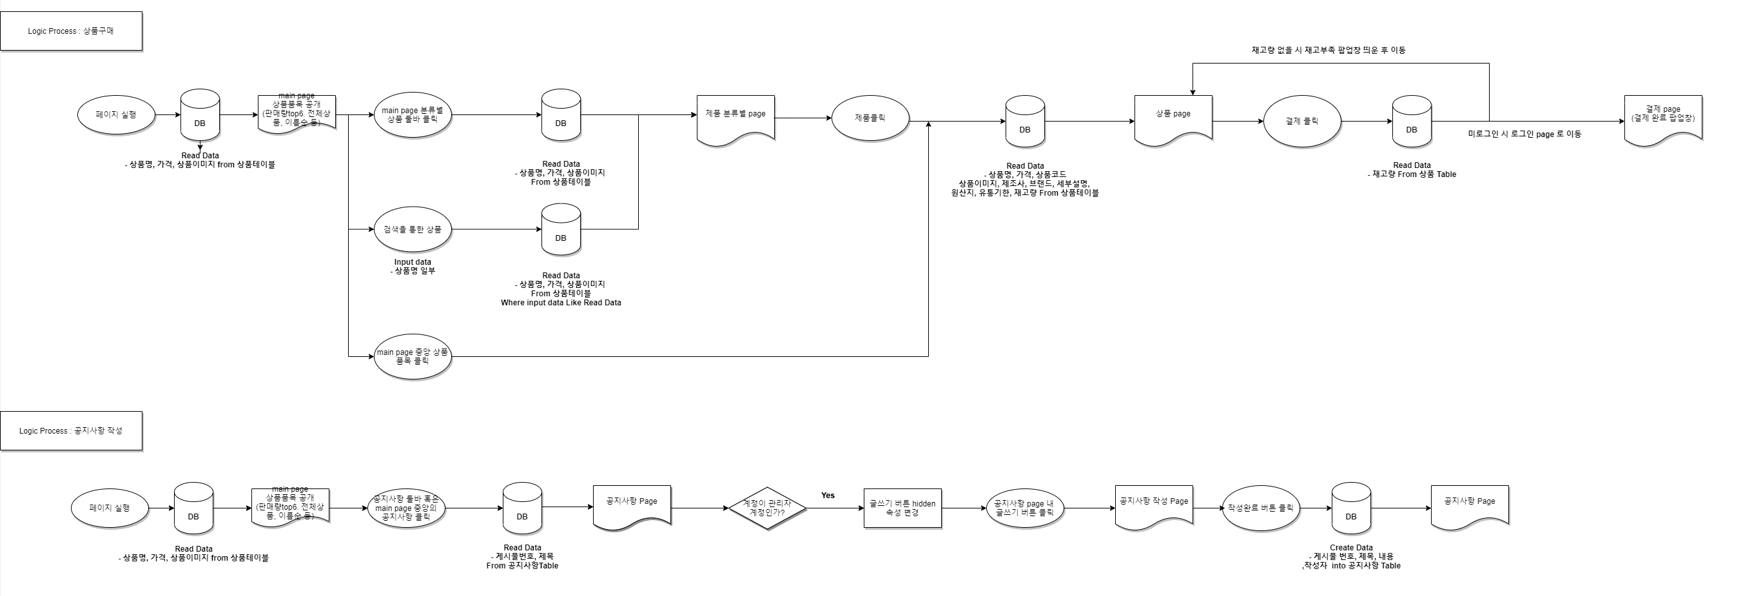 Logic Process : 상품구매
재고량 없을 시 재고부족 팝업창 띄운 후 이동
페이지 실행
DB
main page
상품품목 공개
(판매량top6. 전체상
품, 이름순 등)
main page 분류별
상품 툴바 클릭
DB
제품 분류별 page
제품클릭
DB
상품 page
결제 클릭
DB
미로그인 시 로그인 page 로 이동
결제 page
(결제 완료 팝업창)
Read Data
- 상품명, 가격, 상품이미지 from 상품테이블
Read Data
- 상품명, 가격, 상품이미지
From 상품테이블
Read Data
- 상품명, 가격, 상품코드
상품이미지, 제조사, 브랜드, 세부설명,
원산지, 유통기한, 재고량 From 상품테이블
Read Data
- 재고량 From 상품 Table
검색을 통한 상품
DB
Input data
- 상품명 일부
Read Data
- 상품명, 가격, 상품이미지
From 상품테이블
Where input data Like Read Data
main page 중앙 상품
품목 클릭
Logic Process : 공지사항 작성
페이지 실행
DB
main page
상품품목 공개
(판매량top6. 전체상
품, 이름순 등)
공지사항 툴바 혹은
main page 중앙의
공지사항 클릭
DB
공지사항 Page
계정이 관리자
계정인가?
Yes
글쓰기 버튼 hidden
속성 변경
공지사항 page 내
글쓰기 버튼 클릭
공지사항 작성 Page
작성완료 버튼 클릭
DB
공지사항 Page
Read Data
- 상품명, 가격, 상품이미지 from 상품테이블
Read Data
- 게시물번호, 제목
From 공지사항Table
Create Data
- 게시물 번호, 제목, 내용
,작성자 into 공지사항 Table